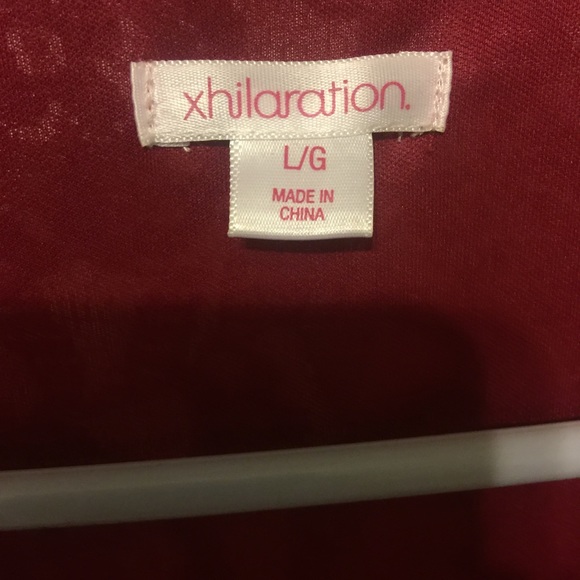 xhilaration.
L/G
MADE IN
CHINA